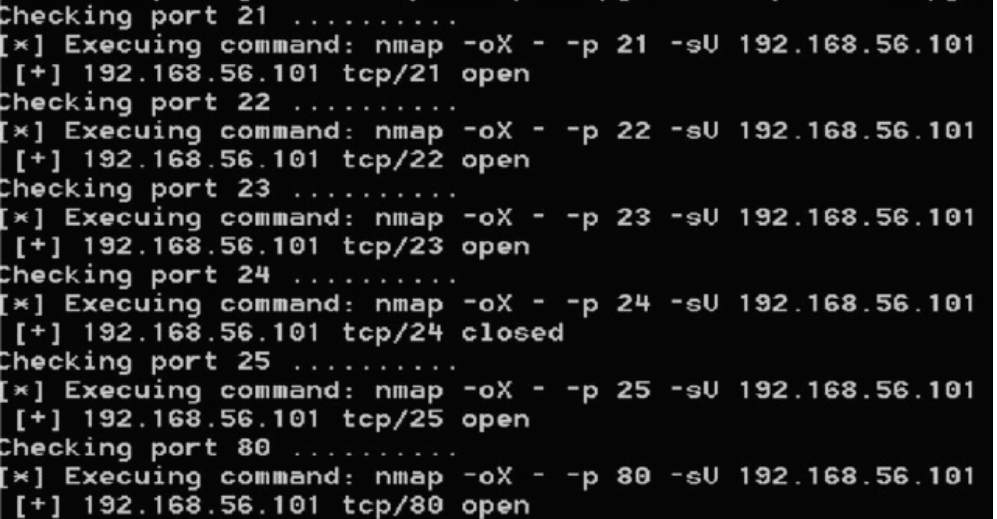 Checking port 21 ..........
[*] Execuing command: nmap -oX - -p 21 -sV 192.168.56.101
[+] 192.168.56.101 tcp/21 open
Checking port 22 ..........
[*] Execuing command: nmap -oX - -p 22 -sV 192.168.56.101
[+] 192.168.56.101 tcp/22 open
Checking port 23 ..........
[*] Execuing command: nmap -oX - -p 23 -sV 192.168.56.101
[+] 192.168.56.101 tcp/23 open
Checking port 24 ..........
[*] Execuing command: nmap -oX - -p 24 -sV 192.168.56.101
[+] 192.168.56.101 tcp/24 closed
Checking port 25 ..........
[*] Execuing command: nmap -oX - -p 25 -sV 192.168.56.101
[+] 192.168.56.101 tcp/25 open
Checking port 80 ..........
[*] Execuing command: nmap -oX - -p 80 -sV 192.168.56.101
[+] 192.168.56.101 tcp/80 open